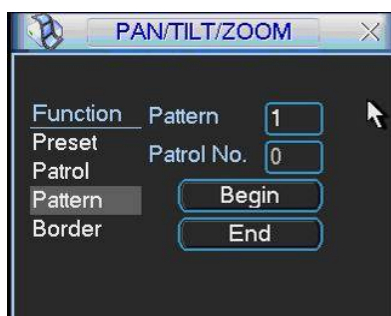 PAN/TILT/ZOOM
Function
Pattern 1
Preset
Patrol No. 0
Patrol
Pattern
Begin
Border
End